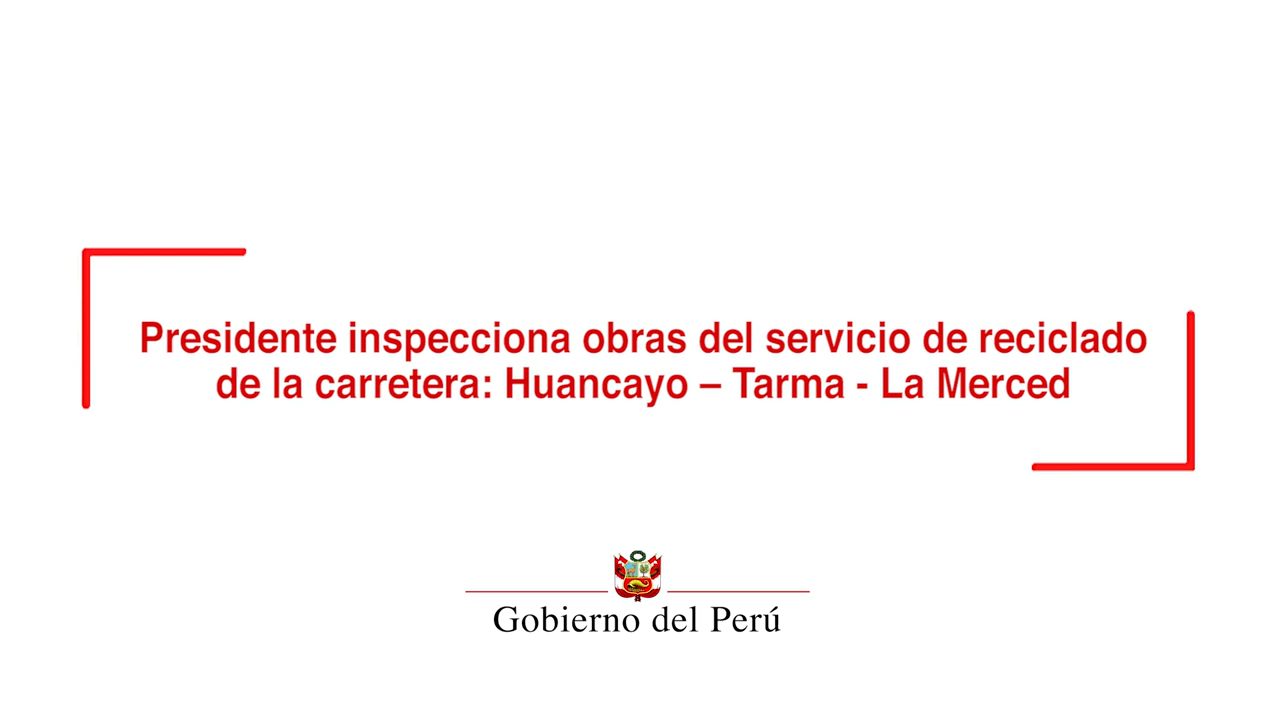 Presidente inspecciona obras del servicio de reciclado
de la carretera: Huancayo – Tarma - La Merced
Gobierno del Perú